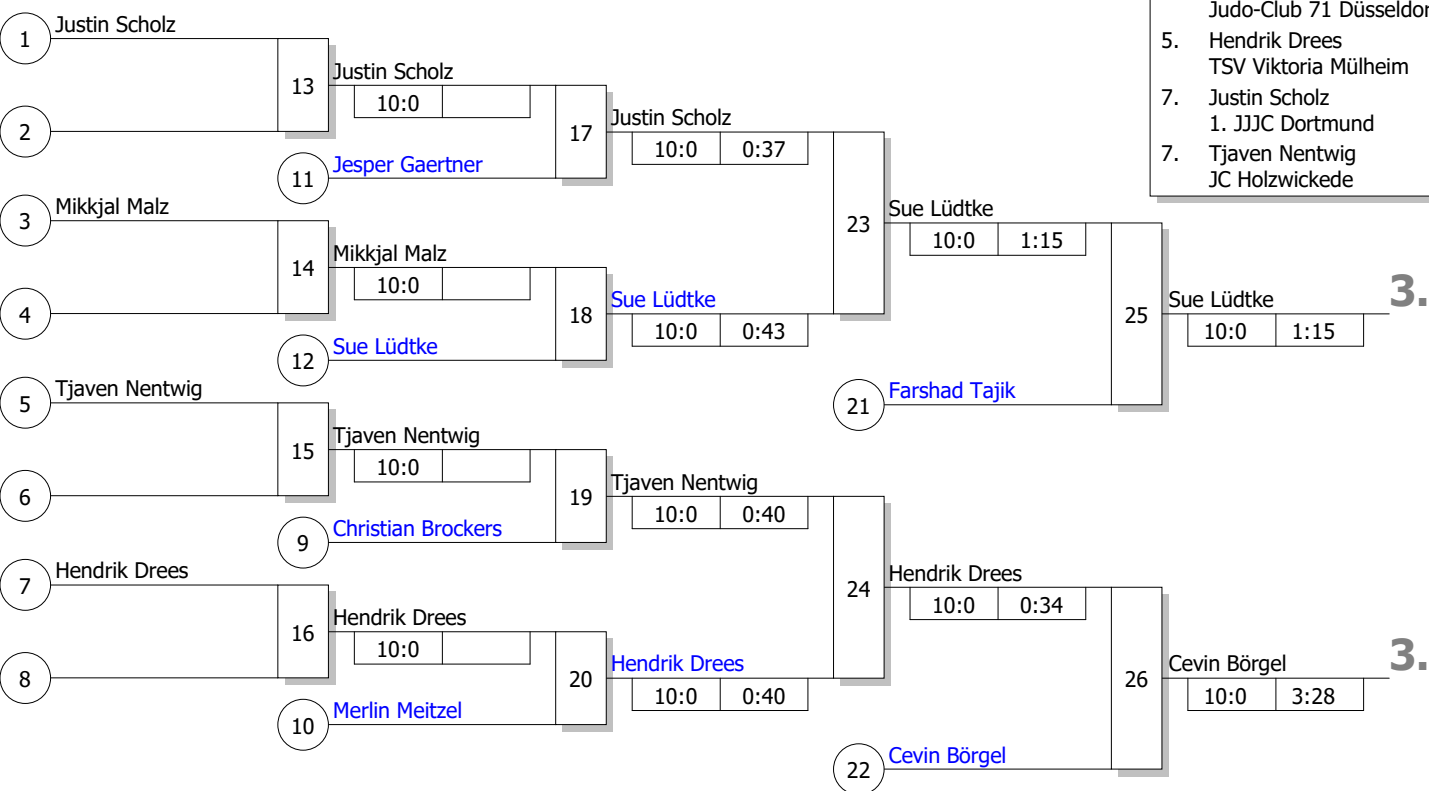 Judo-Club 71 Düsseldor
5. Hendrik Drees
TSV Viktoria Mülheim
7. Justin Scholz
1. JJJC Dortmund
7. Tjaven Nentwig
JC Holzwickede
1 Justin Scholz
2
13 Justin Scholz
10:0
11 Jesper Gaertner
17 Justin Scholz
10:0 0:37
3 Mikkjal Malz
4
14 Mikkjal Malz
10:0
12 Sue Lüdtke
18 Sue Lüdtke
10:0 0:43
23 Sue Lüdtke
10:0 1:15
21 Farshad Tajik
25 Sue Lüdtke
10:0 1:15
3.
5 Tjaven Nentwig
6
15 Tjaven Nentwig
10:0
9 Christian Brockers
19 Tjaven Nentwig
10:0 0:40
7 Hendrik Drees
8
16 Hendrik Drees
10:0
10 Merlin Meitzel
20 Hendrik Drees
10:0 0:40
24 Hendrik Drees
10:0 0:34
22 Cevin Börgel
26 Cevin Börgel
10:0 3:28
3.